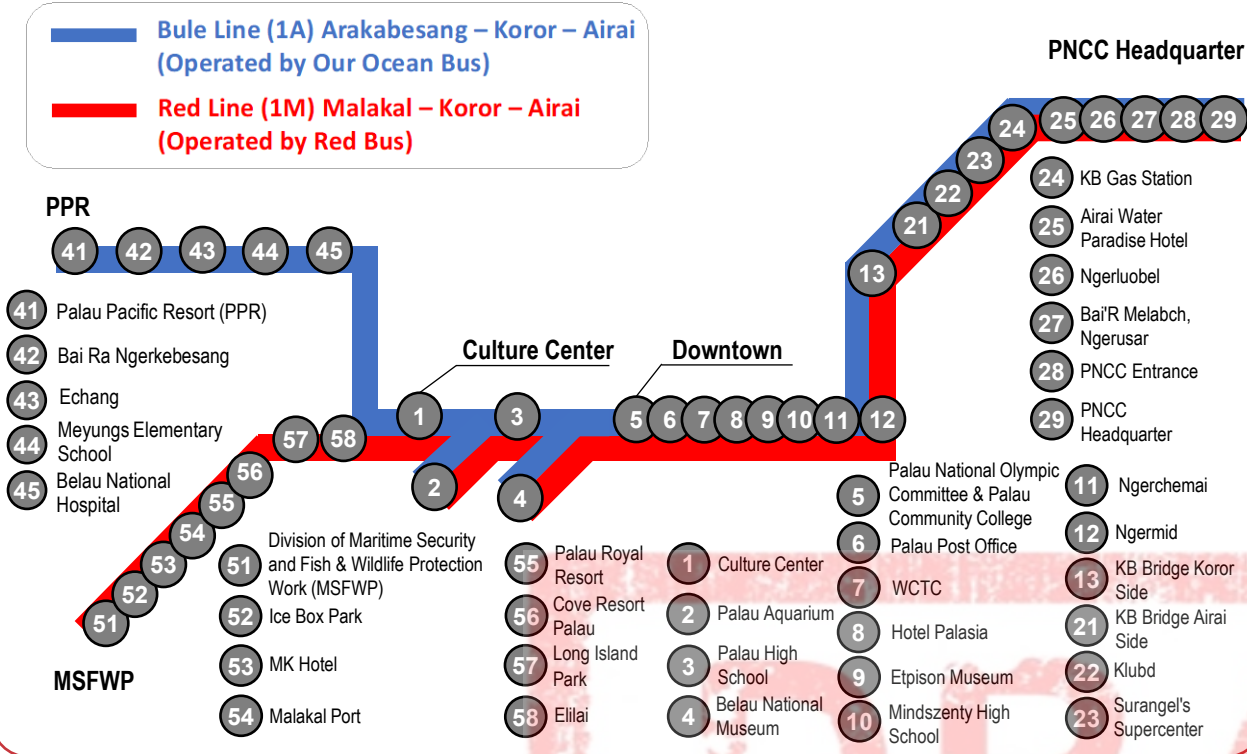 Bule Line (1A) Arakabesang – Koror – Airai
(Operated by Our Ocean Bus)
Red Line (1M) Malakal – Koror – Airai
(Operated by Red Bus)
PNCC Headquarter
24
25
26
27
28
29
23
22
21
13
PPR
41
42
43
44
45
Culture Center
Downtown
1
3
5
6
7
8
9
10
11
12
2
4
58
57
56
55
54
53
52
51
MSFWP
41 Palau Pacific Resort (PPR)
42 Bai Ra Ngerkebesang
43 Echang
44 Meyungs Elementary
School
45 Belau National
Hospital
51 Division of Maritime Security
and Fish & Wildlife Protection
Work (MSFWP)
52 Ice Box Park
53 MK Hotel
54 Malakal Port
55 Palau Royal
Resort
56 Cove Resort
Palau
57 Long Island
Park
58 Elilai
1 Culture Center
2 Palau Aquarium
3 Palau High
School
4 Belau National
Museum
5 Palau National Olympic
Committee & Palau
Community College
6 Palau Post Office
7 WCTC
8 Hotel Palasia
9 Etpison Museum
10 Mindszenty High
School
11 Ngerchemai
12 Ngermid
13 KB Bridge Koror
Side
21 KB Bridge Airai
Side
22 Klubd
23 Surangel's
Supercenter
24 KB Gas Station
25 Airai Water
Paradise Hotel
26 Ngerluobel
27 Bai'R Melabch,
Ngerusar
28 PNCC Entrance
29 PNCC
Headquarter